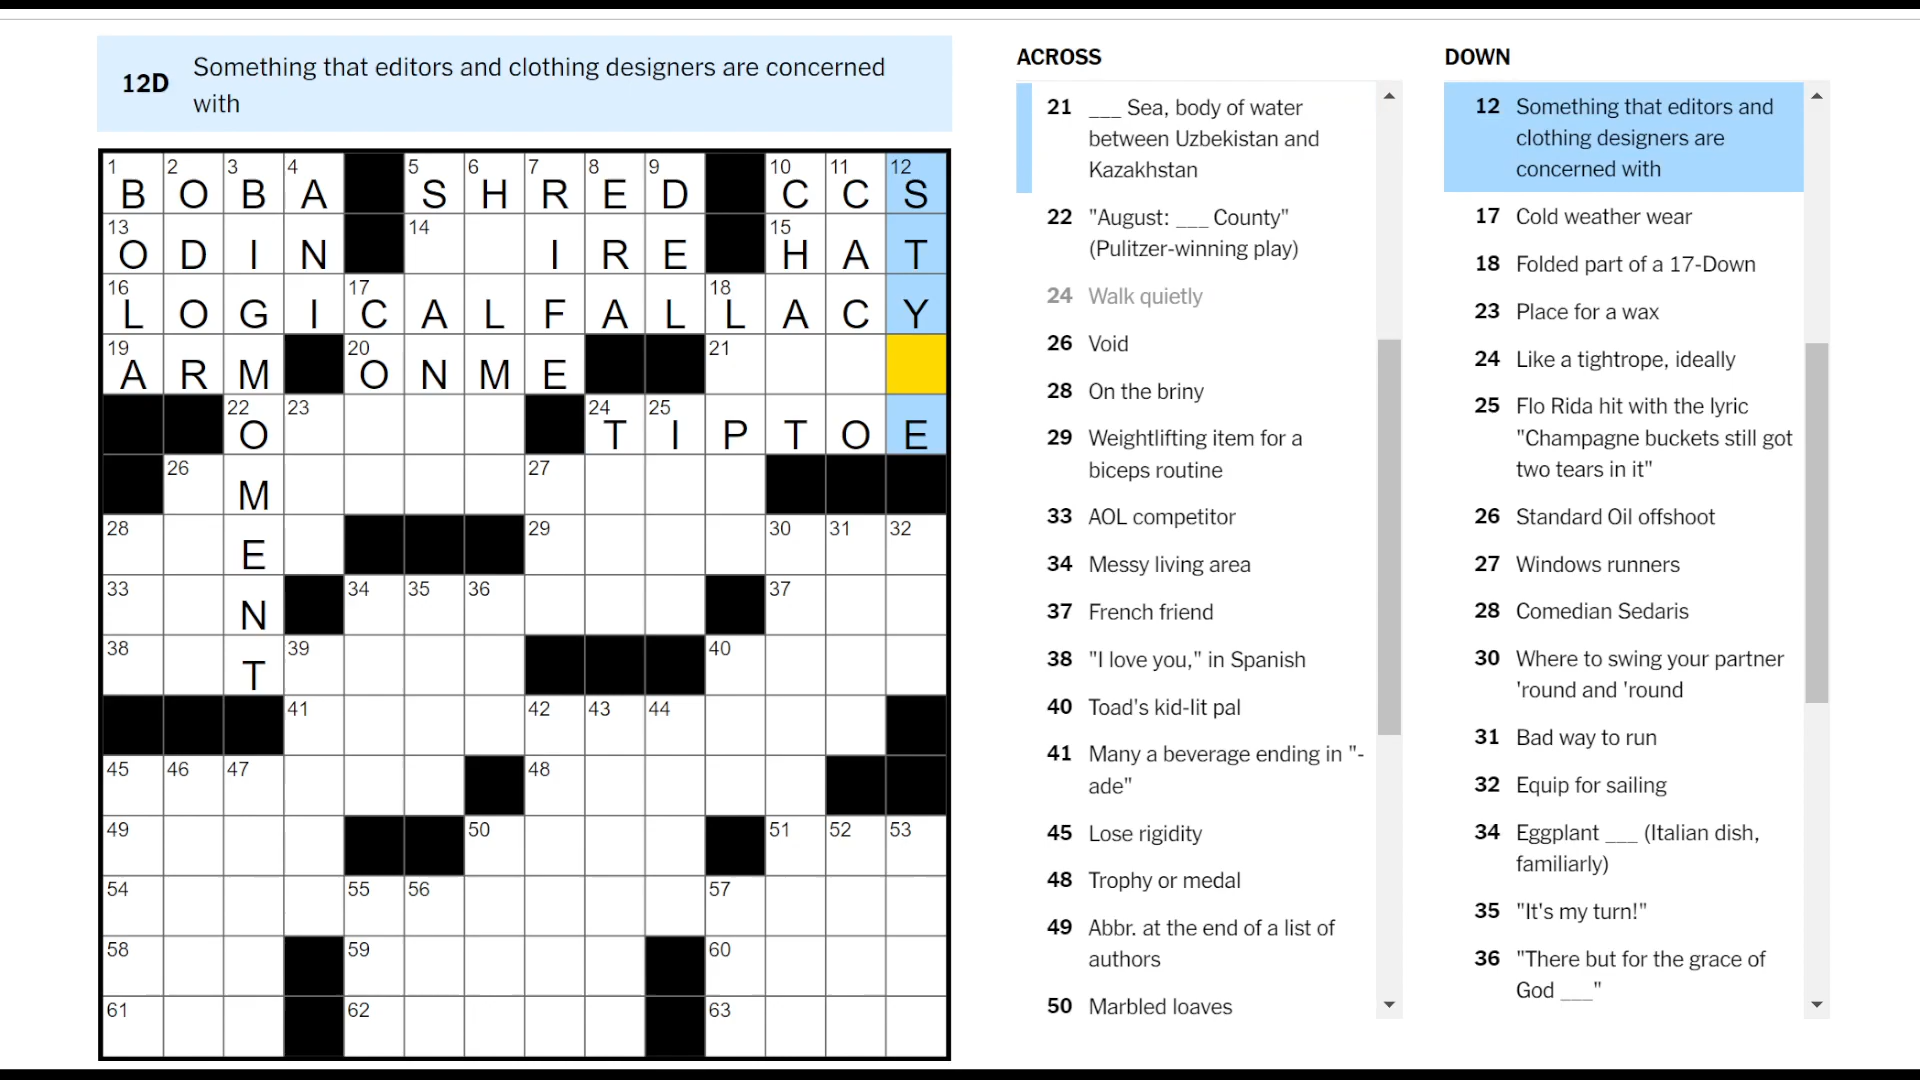 12D Something that editors and clothing designers are concerned
with
1 2 3 4 5 6 7 8 9 10 11 12
B O B A S H R E D C C S
13 14 15
O D I N I R E H A T
16 17 18
L O G I C A L F A L L A C Y
19 20 21
A R M O N M E
22 23 24 25
O T I P T O E
26 27
M
28 29 30 31 32
E
33 34 35 36 37
N
38 39 40
T
41 42 43 44
45 46 47 48
49 50 51 52 53
54 55 56 57
58 59 60
61 62 63
ACROSS
21 ___ Sea, body of water
between Uzbekistan and
Kazakhstan
22 "August: ___ County"
(Pulitzer-winning play)
24 Walk quietly
26 Void
28 On the briny
29 Weightlifting item for a
biceps routine
33 AOL competitor
34 Messy living area
37 French friend
38 "I love you," in Spanish
40 Toad's kid-lit pal
41 Many a beverage ending in "-
ade"
45 Lose rigidity
48 Trophy or medal
49 Abbr. at the end of a list of
authors
50 Marbled loaves
DOWN
12 Something that editors and
clothing designers are
concerned with
17 Cold weather wear
18 Folded part of a 17-Down
23 Place for a wax
24 Like a tightrope, ideally
25 Flo Rida hit with the lyric
"Champagne buckets still got
two tears in it"
26 Standard Oil offshoot
27 Windows runners
28 Comedian Sedaris
30 Where to swing your partner
'round and 'round
31 Bad way to run
32 Equip for sailing
34 Eggplant ___ (Italian dish,
familiarly)
35 "It's my turn!"
36 "There but for the grace of
God ___"